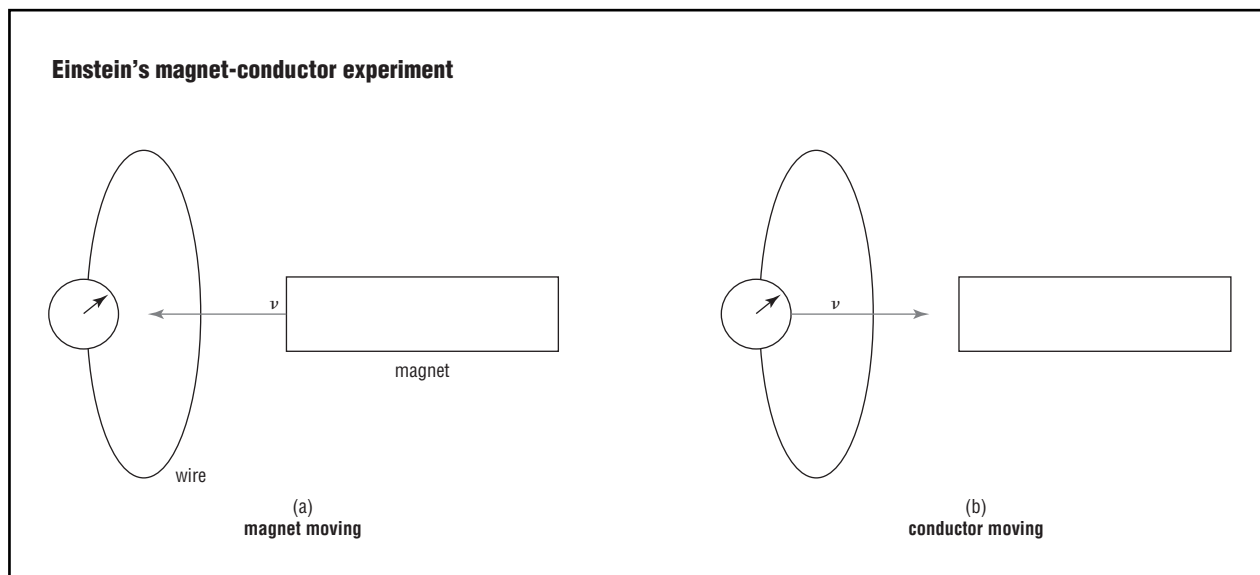 Einstein's magnet-conductor experiment
ν
magnet
wire
(a)
magnet moving
ν
(b)
conductor moving